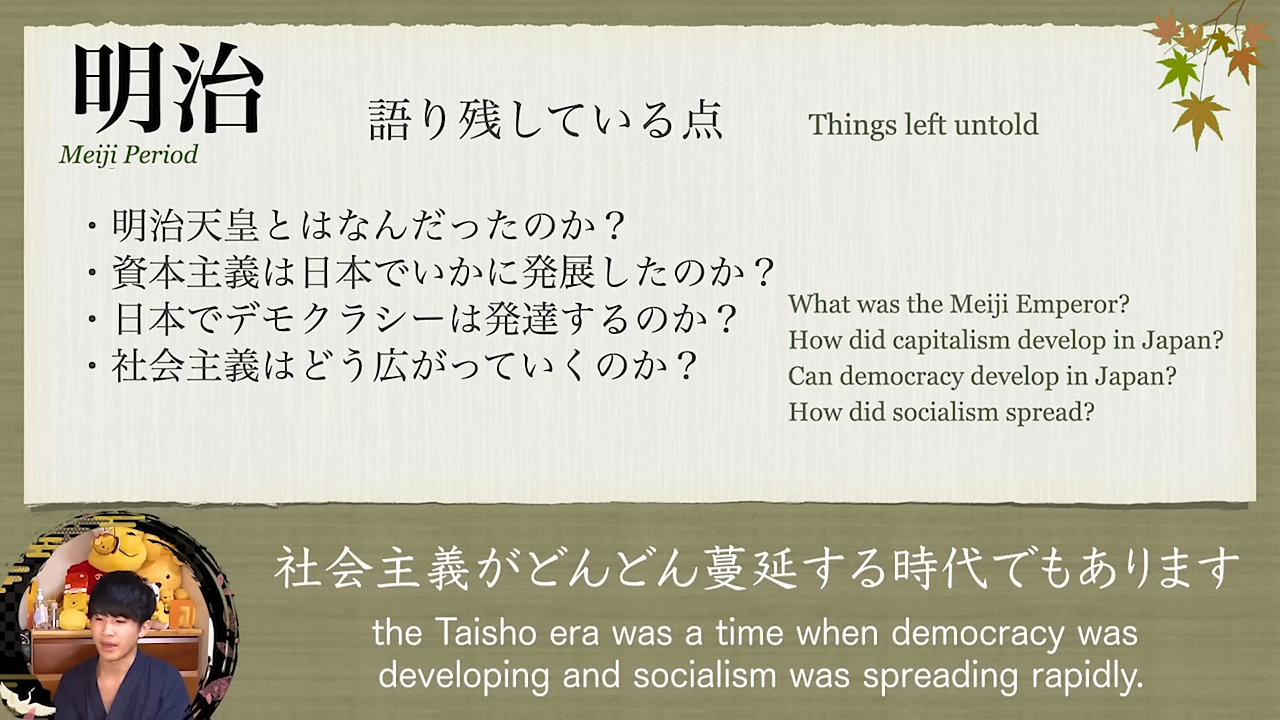 明治
Meiji Period
語り残している点
Things left untold
・明治天皇とはなんだったのか？
・資本主義は日本でいかに発展したのか？
・日本でデモクラシーは発達するのか？
・社会主義はどう広がっていくのか？
What was the Meiji Emperor?
How did capitalism develop in Japan?
Can democracy develop in Japan?
How did socialism spread?
社会主義がどんどん蔓延する時代でもあります
the Taisho era was a time when democracy was
developing and socialism was spreading rapidly.